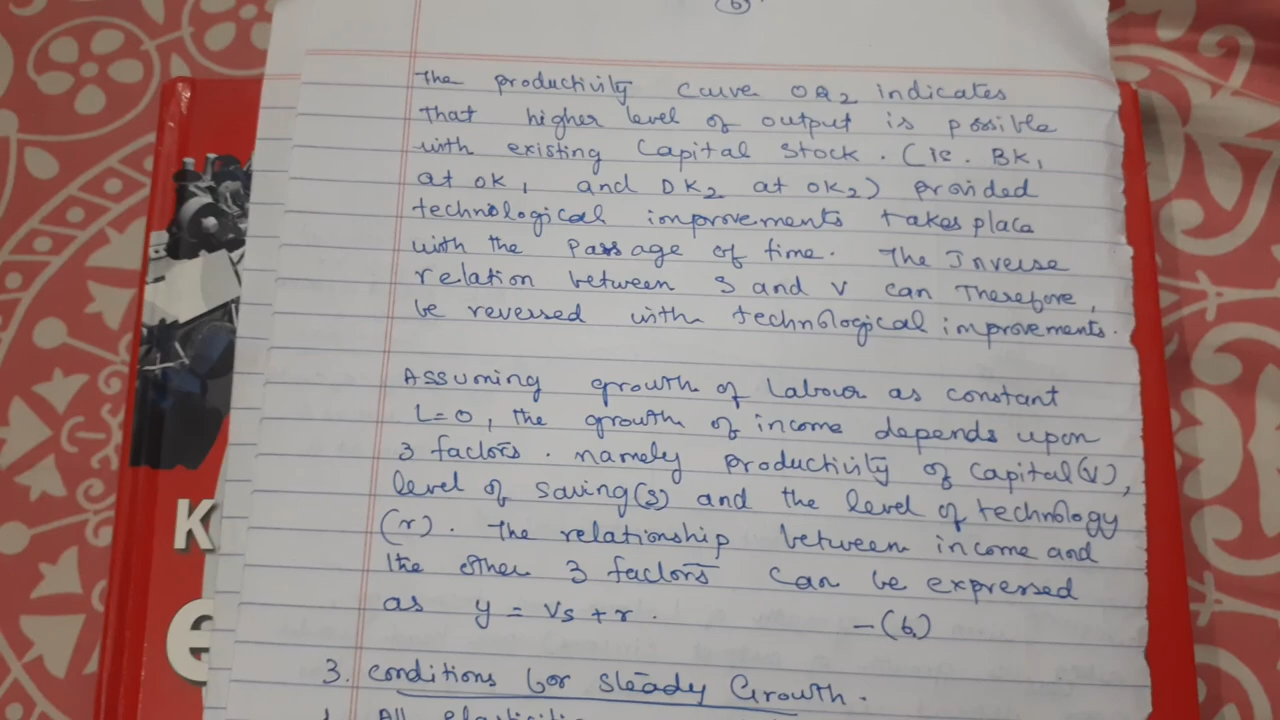 6
the productivity curve OQ2 indicates
that higher level of output is possible
with existing capital stock. (ie. BK1
at OK1 and DK2 at OK2) provided
technological improvements takes place
with the passage of time. The Inverse
relation between S and V can Therefore,
be reversed with technological improvements.
Assuming growth of Labour as constant
L=0, the growth of income depends upon
3 factors. namely productivity of capital(V),
level of saving(s) and the level of technology
(r). The relationship between income and
the other 3 factors can be expressed
as y = Vs + r. -(6)
3. conditions for steady Growth.
1. All
K
e